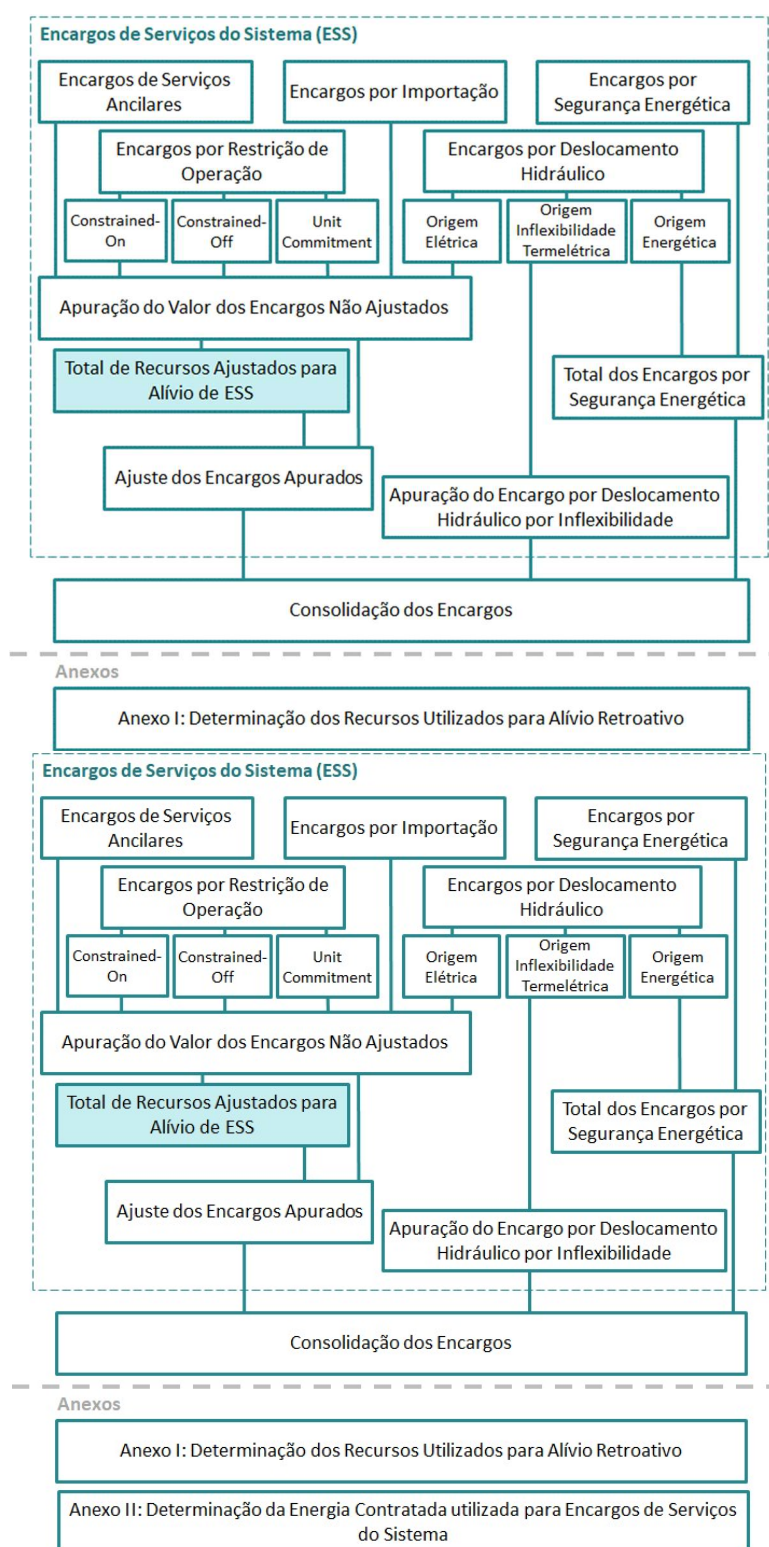 Encargos de Serviços do Sistema (ESS)
Encargos de Serviços
Ancilares
Encargos por Importação
Encargos por
Segurança Energética
Encargos por Restrição de
Operação
Encargos por Deslocamento
Hidráulico
Constrained-
On
Constrained-
Off
Unit
Commitment
Origem
Elétrica
Origem
Inflexibilidade
Termelétrica
Origem
Energética
Apuração do Valor dos Encargos Não Ajustados
Total de Recursos Ajustados para
Alívio de ESS
Total dos Encargos por
Segurança Energética
Ajuste dos Encargos Apurados
Apuração do Encargo por Deslocamento
Hidráulico por Inflexibilidade
Consolidação dos Encargos
Anexos
Anexo I: Determinação dos Recursos Utilizados para Alívio Retroativo
Encargos de Serviços do Sistema (ESS)
Encargos de Serviços
Ancilares
Encargos por Importação
Encargos por
Segurança Energética
Encargos por Restrição de
Operação
Encargos por Deslocamento
Hidráulico
Constrained-
On
Constrained-
Off
Unit
Commitment
Origem
Elétrica
Origem
Inflexibilidade
Termelétrica
Origem
Energética
Apuração do Valor dos Encargos Não Ajustados
Total de Recursos Ajustados para
Alívio de ESS
Total dos Encargos por
Segurança Energética
Ajuste dos Encargos Apurados
Apuração do Encargo por Deslocamento
Hidráulico por Inflexibilidade
Consolidação dos Encargos
Anexos
Anexo I: Determinação dos Recursos Utilizados para Alívio Retroativo
Anexo II: Determinação da Energia Contratada utilizada para Encargos de Serviços
do Sistema